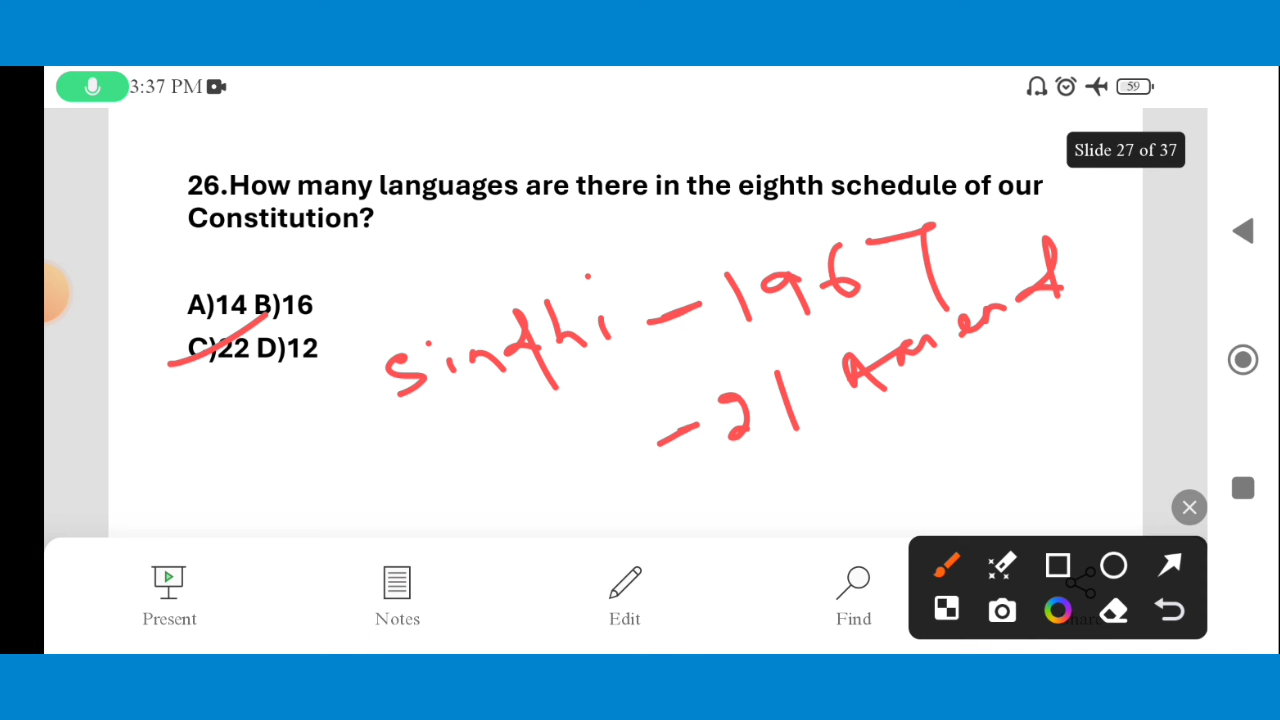 3:37 PM
59
Slide 27 of 37
26.How many languages are there in the eighth schedule of our
Constitution?
A)14 B)16
C)22 D)12
Sindhi - 1967
- 21 Amend
Present
Notes
Edit
Find